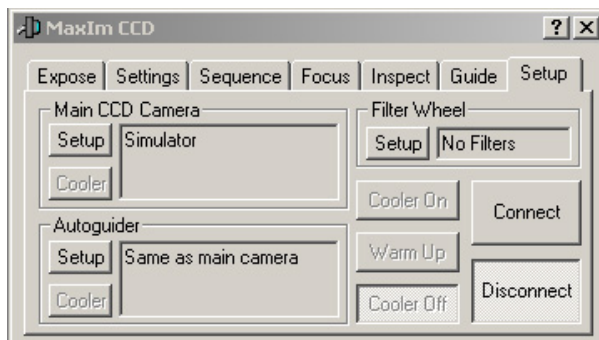 MaxIm CCD
Expose Settings Sequence Focus Inspect Guide Setup
Main CCD Camera
Setup Simulator
Cooler
Autoguider
Setup Same as main camera
Cooler
Filter Wheel
Setup No Filters
Cooler On
Warm Up
Cooler Off
Connect
Disconnect